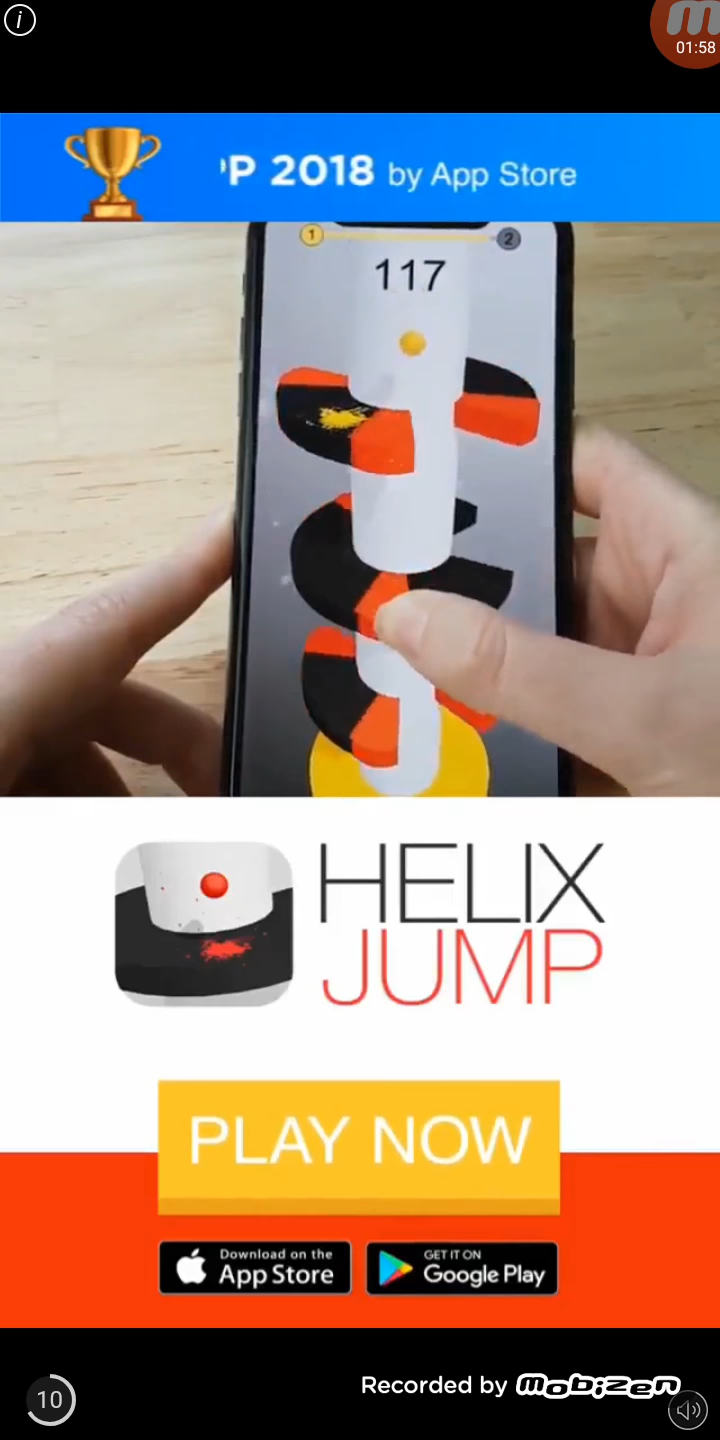 i
01:58
P 2018 by App Store
1
2
117
HELIX
JUMP
PLAY NOW
Download on the
App Store
GET IT ON
Google Play
Recorded by mobizen
10